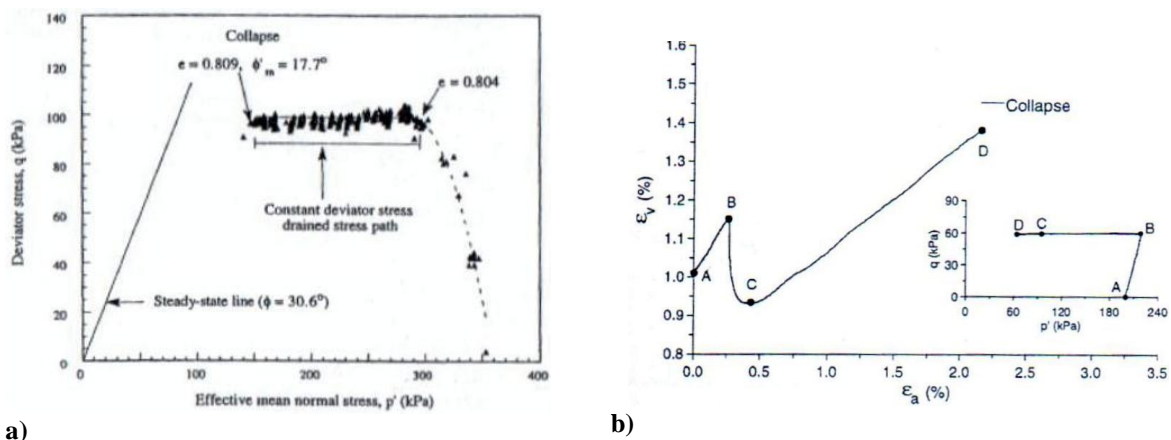 140
120
100
80
60
40
20
0
Deviator stress, q (kPa)
Collapse
e = 0.809, ϕ'm = 17.7°
e = 0.804
Constant deviator stress
drained stress path
Steady-state line (ϕ = 30.6°)
0
100
200
300
400
Effective mean normal stress, p' (kPa)
a)
1.6
1.5
1.4
1.3
1.2
1.1
1.0
0.9
0.8
εv (%)
Collapse
A
B
C
D
90
60
30
0
q (kPa)
D
C
B
A
0
60
120
180
240
p' (kPa)
0.0
0.5
1.0
1.5
2.0
2.5
3.0
3.5
εa (%)
b)